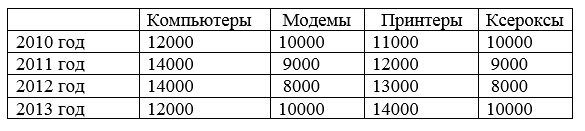 Компьютеры Модемы Принтеры Ксероксы
2010 год 12000 10000 11000 10000
2011 год 14000 9000 12000 9000
2012 год 14000 8000 13000 8000
2013 год 12000 10000 14000 10000